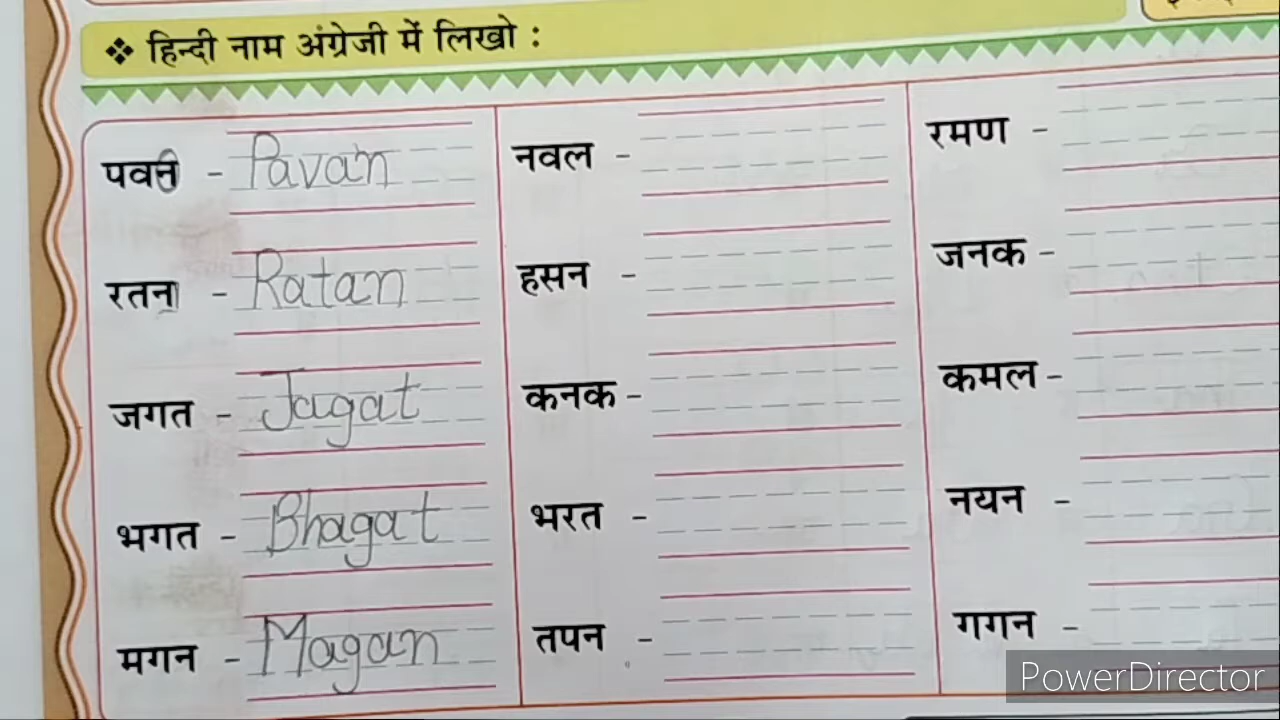 ❖ हिन्दी नाम अंग्रेजी में लिखो :
पवन - Pavan
रतन - Ratan
जगत - Jagat
भगत - Bhagat
मगन - Magan
नवल -
हसन -
कनक -
भरत -
तपन -
रमण -
जनक -
कमल -
नयन -
गगन -
PowerDirector